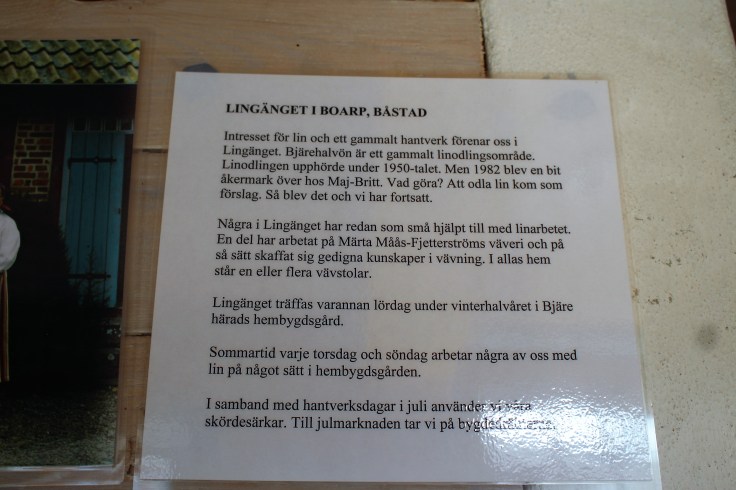 LINGÄNGET I BOARP, BÅSTAD
Intresset för lin och ett gammalt hantverk förenar oss i
Lingänget. Bjärehalvön är ett gammalt linodlingsområde.
Linodlingen upphörde under 1950-talet. Men 1982 blev en bit
åkermark över hos Maj-Britt. Vad göra? Att odla lin kom som
förslag. Så blev det och vi har fortsatt.
Några i Lingänget har redan som små hjälpt till med linarbetet.
En del har arbetat på Märta Måås-Fjetterströms väveri och på
så sätt skaffat sig gedigna kunskaper i vävning. I allas hem
står en eller flera vävstolar.
Lingänget träffas varannan lördag under vinterhalvåret i Bjäre
härads hembygdsgård.
Sommartid varje torsdag och söndag arbetar några av oss med
lin på något sätt i hembygdsgården.
I samband med hantverksdagar i juli använder vi våra
skördesärkar. Till julmarknaden tar vi på bygdedräkterna.